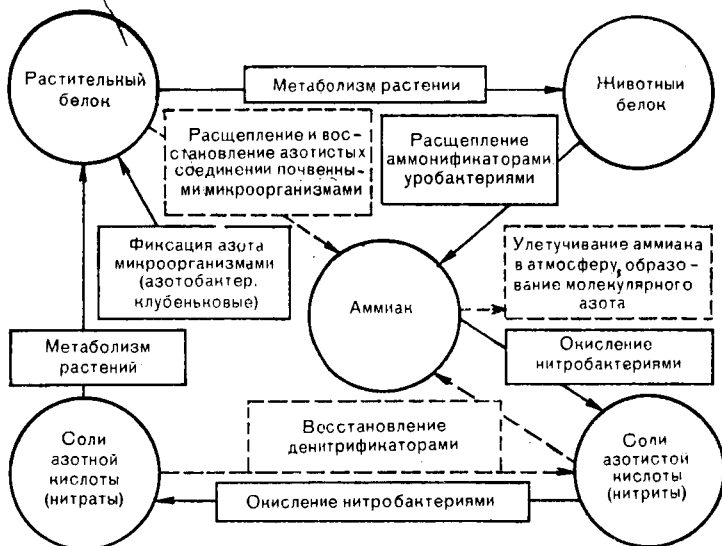 Растительный
белок
Метаболизм растении
Животный
белок
Расщепление и вос-
становление азотистых
соединении почвенны-
ми микроорганизмами
Расщепление
аммонификаторами,
уробактериями
Фиксация азота
микроорганизмами
(азотобактер,
клубеньковые)
Аммиак
Улетучивание аммиака
в атмосферу, образо-
вание молекулярного
азота
Метаболизм
растений
Окисление
нитробактериями
Соли
азотной
кислоты
(нитраты)
Восстановление
денитрификаторами
Соли
азотистой
кислоты
(нитриты)
Окисление нитробактериями